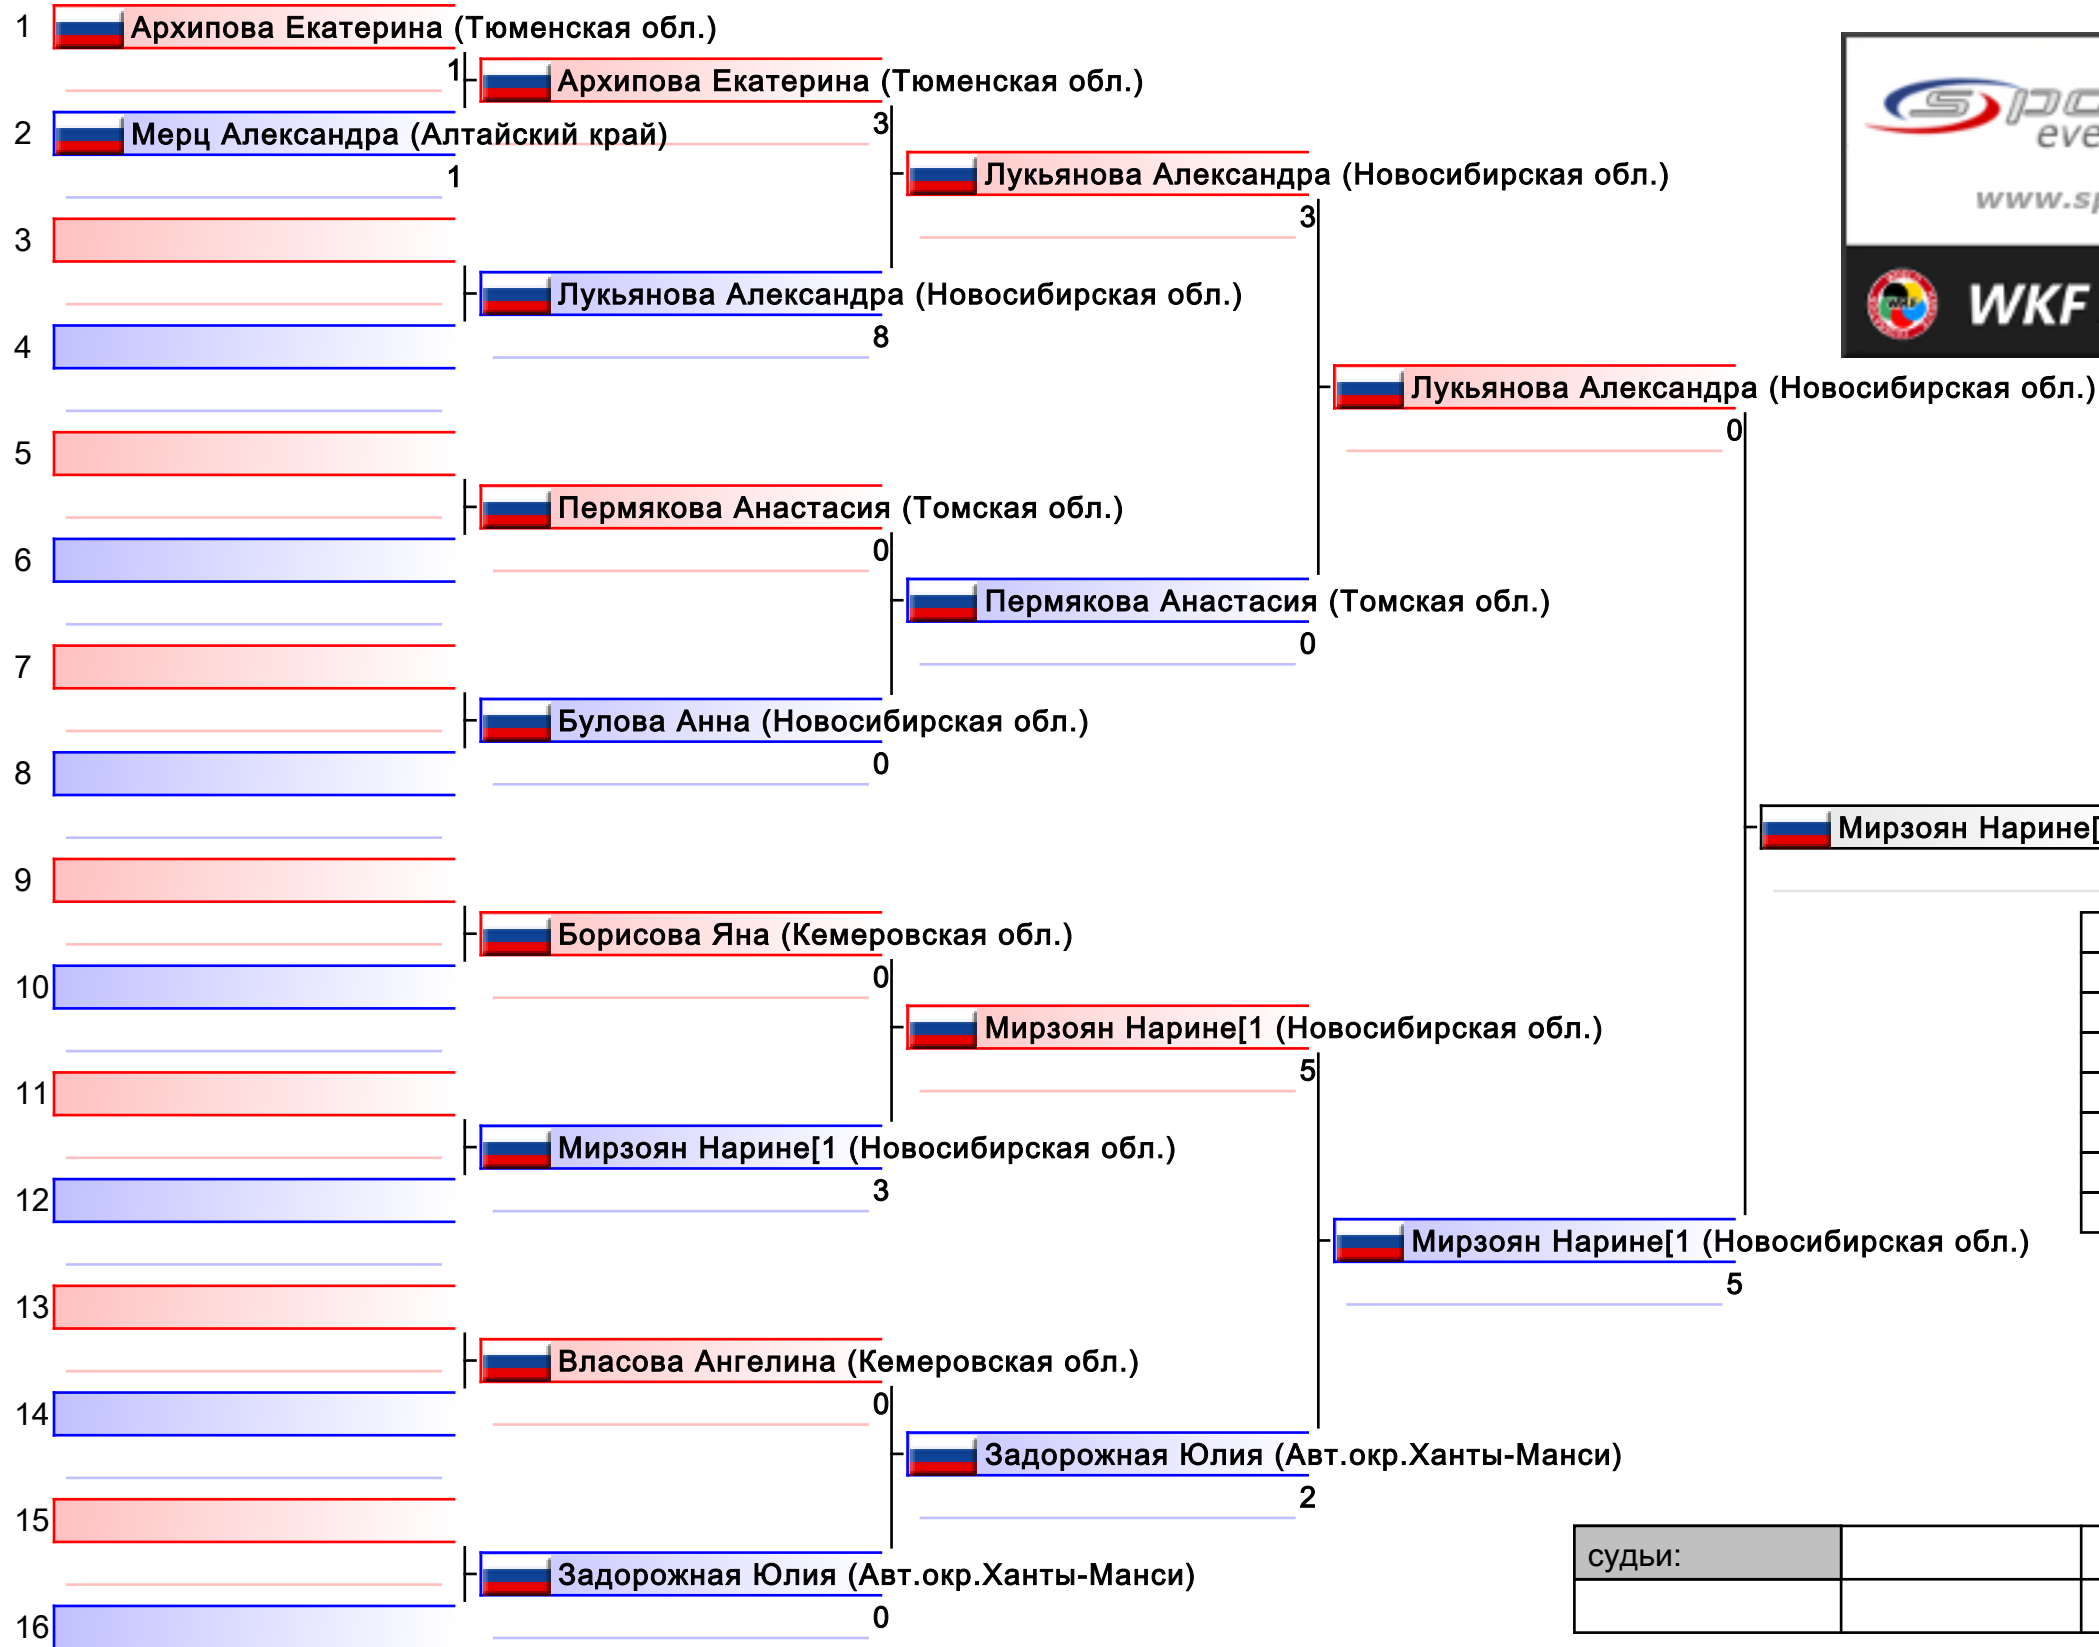 1 Архипова Екатерина (Тюменская обл.)
1
Архипова Екатерина (Тюменская обл.)
3
2 Мерц Александра (Алтайский край)
1
Лукьянова Александра (Новосибирская обл.)
3
3
Лукьянова Александра (Новосибирская обл.)
8
4
Лукьянова Александра (Новосибирская обл.)
0
5
Пермякова Анастасия (Томская обл.)
0
6
Пермякова Анастасия (Томская обл.)
0
7
Булова Анна (Новосибирская обл.)
0
8
Мирзоян Нарине[
9
Борисова Яна (Кемеровская обл.)
0
10
Мирзоян Нарине[1 (Новосибирская обл.)
5
11
Мирзоян Нарине[1 (Новосибирская обл.)
3
12
Мирзоян Нарине[1 (Новосибирская обл.)
5
13
Власова Ангелина (Кемеровская обл.)
0
14
Задорожная Юлия (Авт.окр.Ханты-Манси)
2
15
Задорожная Юлия (Авт.окр.Ханты-Манси)
0
16
www.sp
WKF
судьи: